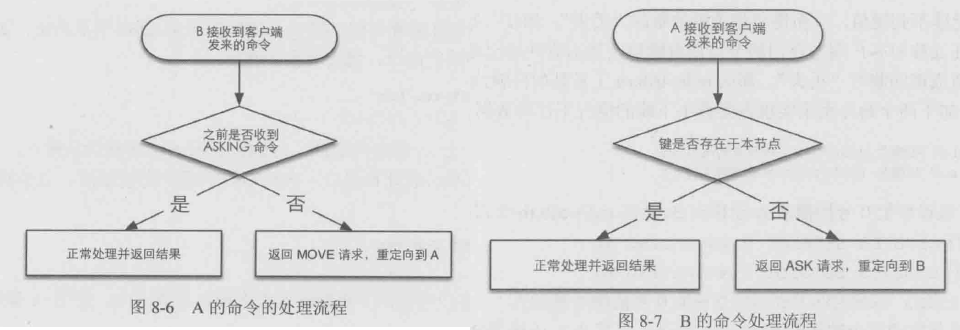 B 接收到客户端
发来的命令
之前是否收到
ASKING 命令
是
否
正常处理并返回结果
返回 MOVE 请求，重定向到 A
图 8-6 A 的命令的处理流程
A 接收到客户端
发来的命令
键是否存在于本节点
是
否
正常处理并返回结果
返回 ASK 请求，重定向到 B
图 8-7 B 的命令处理流程